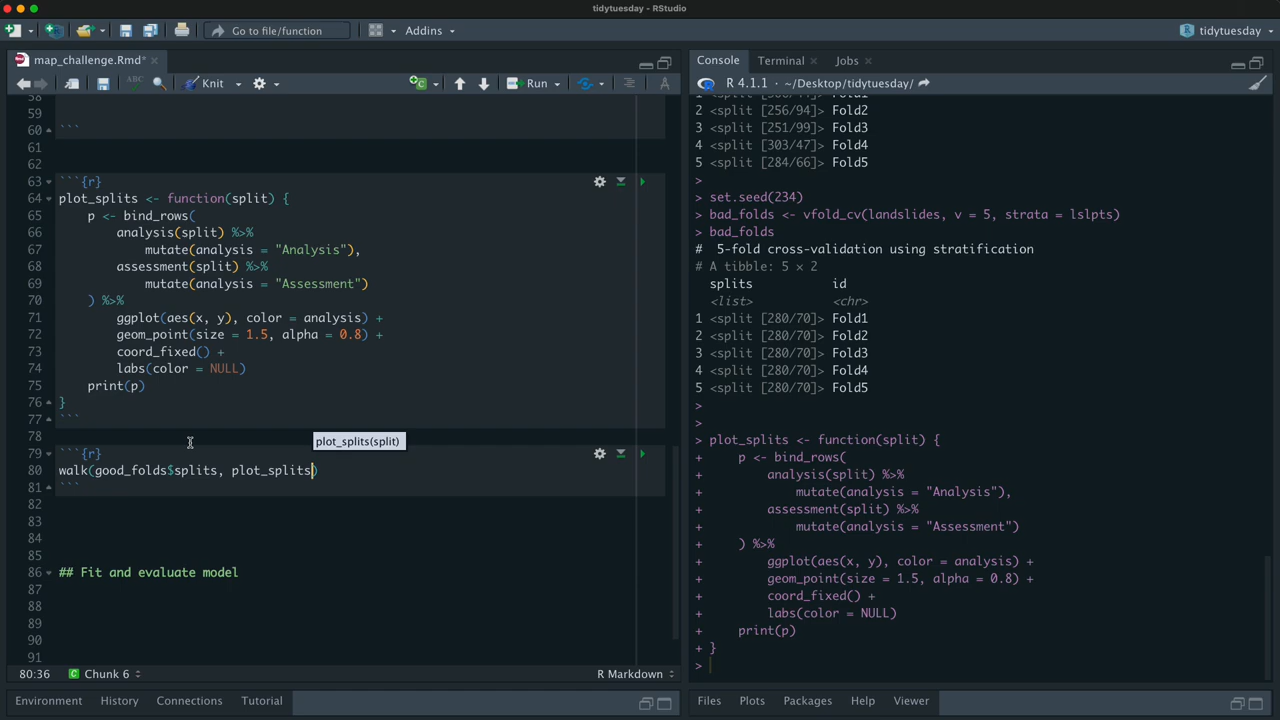 tidytuesday - RStudio
Go to file/function
Addins
tidytuesday
map_challenge.Rmd*
ABC
Knit
Run
58
59
60 ```
61
62
63 ```{r}
64 plot_splits <- function(split) {
65 p <- bind_rows(
66 analysis(split) %>%
67 mutate(analysis = "Analysis"),
68 assessment(split) %>%
69 mutate(analysis = "Assessment")
70 ) %>%
71 ggplot(aes(x, y), color = analysis) +
72 geom_point(size = 1.5, alpha = 0.8) +
73 coord_fixed() +
74 labs(color = NULL)
75 print(p)
76 }
77 ```
78
plot_splits(split)
79 ```{r}
80 walk(good_folds$splits, plot_splits)
81 ```
82
83
84
85
86 ## Fit and evaluate model
87
88
89
90
91
80:36 Chunk 6 R Markdown
Environment History Connections Tutorial
Console Terminal Jobs
R 4.1.1 · ~/Desktop/tidytuesday/
2 <split [256/94]> Fold2
3 <split [251/99]> Fold3
4 <split [303/47]> Fold4
5 <split [284/66]> Fold5
>
> set.seed(234)
> bad_folds <- vfold_cv(landslides, v = 5, strata = lslpts)
> bad_folds
# 5-fold cross-validation using stratification
# A tibble: 5 × 2
splits id
<list> <chr>
1 <split [280/70]> Fold1
2 <split [280/70]> Fold2
3 <split [280/70]> Fold3
4 <split [280/70]> Fold4
5 <split [280/70]> Fold5
>
>
> plot_splits <- function(split) {
+ p <- bind_rows(
+ analysis(split) %>%
+ mutate(analysis = "Analysis"),
+ assessment(split) %>%
+ mutate(analysis = "Assessment")
+ ) %>%
+ ggplot(aes(x, y), color = analysis) +
+ geom_point(size = 1.5, alpha = 0.8) +
+ coord_fixed() +
+ labs(color = NULL)
+ print(p)
+ }
>
Files Plots Packages Help Viewer